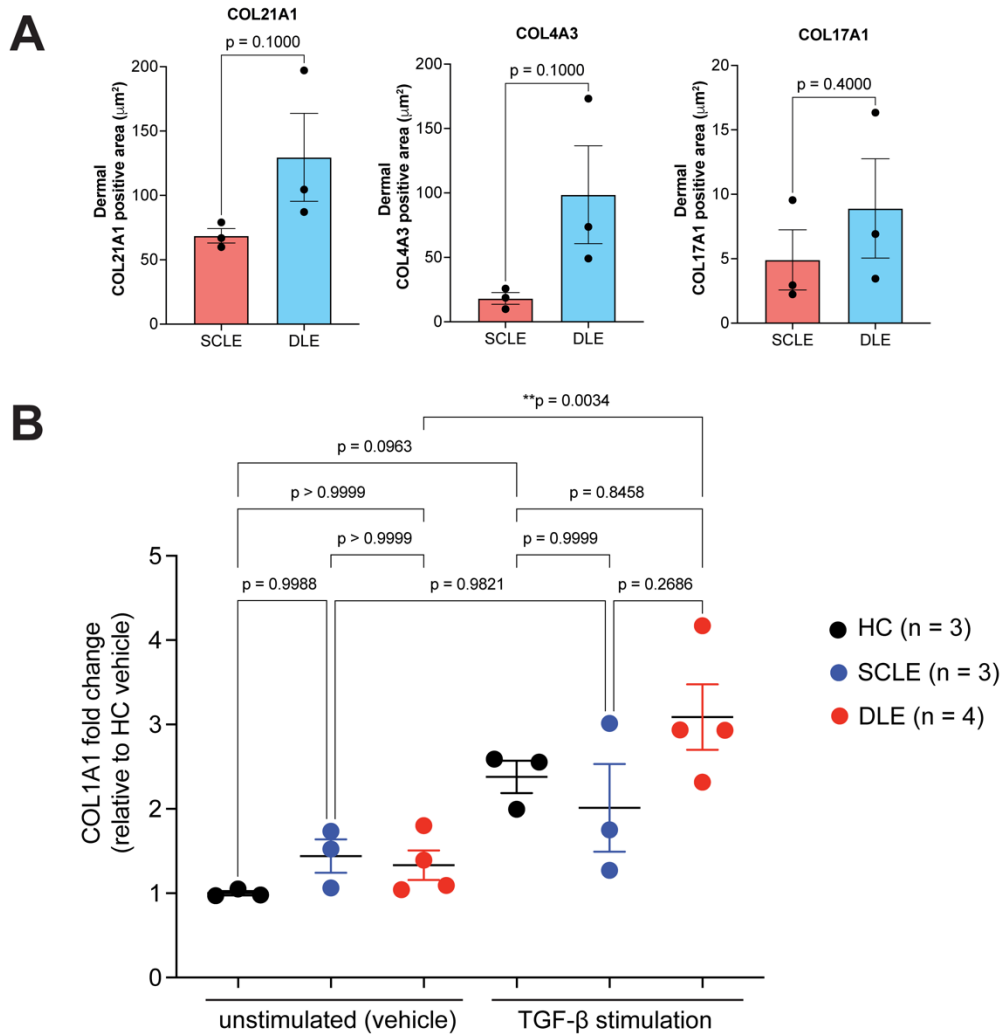 A
COL21A1
p = 0.1000
Dermal
COL21A1 positive area (μm²)
200
150
100
50
0
SCLE
DLE
COL4A3
p = 0.1000
Dermal
COL4A3 positive area (μm²)
200
150
100
50
0
SCLE
DLE
COL17A1
p = 0.4000
Dermal
COL17A1 positive area (μm²)
20
15
10
5
0
SCLE
DLE
B
**p = 0.0034
p = 0.0963
p > 0.9999
p = 0.8458
p > 0.9999
p = 0.9999
p = 0.9988
p = 0.9821
p = 0.2686
COL1A1 fold change
(relative to HC vehicle)
5
4
3
2
1
0
unstimulated (vehicle)
TGF-β stimulation
HC (n = 3)
SCLE (n = 3)
DLE (n = 4)